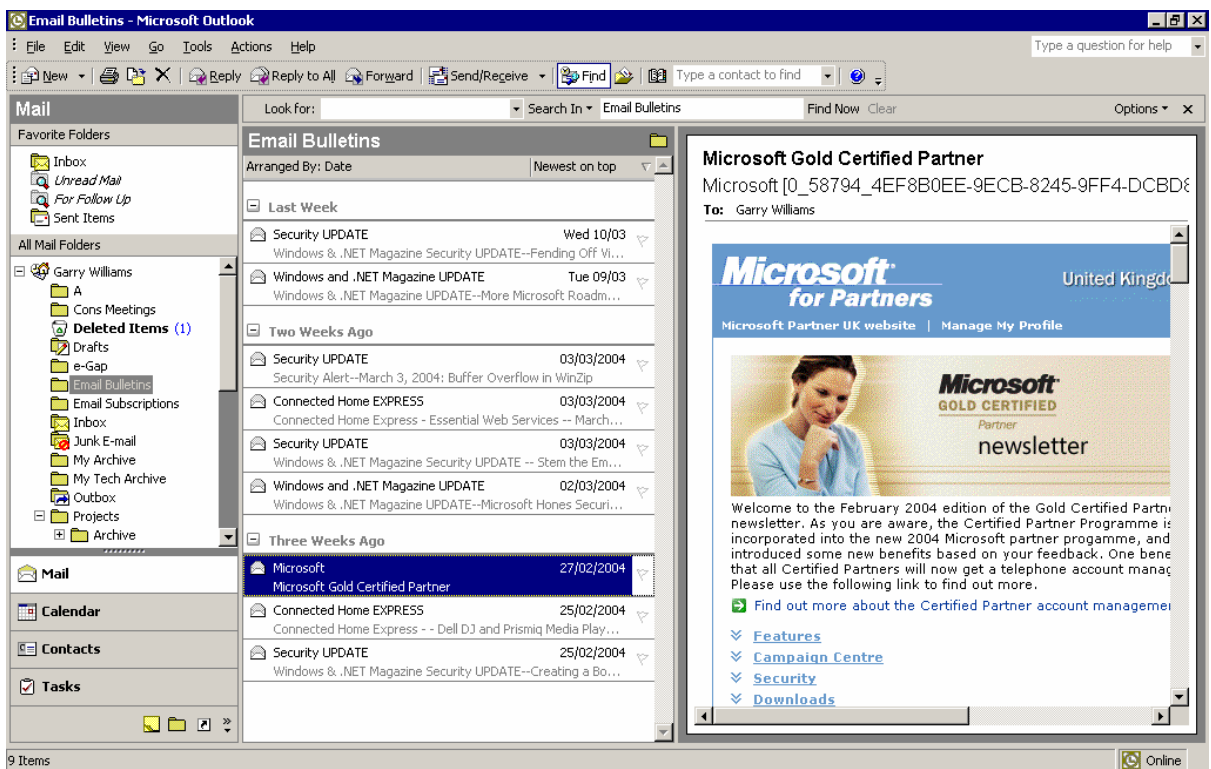 Email Bulletins - Microsoft Outlook
File Edit View Go Tools Actions Help Type a question for help
New Reply Reply to All Forward Send/Receive Find Type a contact to find
Mail
Favorite Folders
Inbox
Unread Mail
For Follow Up
Sent Items
All Mail Folders
Garry Williams
A
Cons Meetings
Deleted Items (1)
Drafts
e-Gap
Email Bulletins
Email Subscriptions
Inbox
Junk E-mail
My Archive
My Tech Archive
Outbox
Projects
Archive
Mail
Calendar
Contacts
Tasks
Look for: Search In Email Bulletins Find Now Clear Options
Email Bulletins
Arranged By: Date Newest on top
Last Week
Security UPDATE Wed 10/03
Windows & .NET Magazine Security UPDATE--Fending Off Vi...
Windows and .NET Magazine UPDATE Tue 09/03
Windows & .NET Magazine UPDATE--More Microsoft Roadm...
Two Weeks Ago
Security UPDATE 03/03/2004
Security Alert--March 3, 2004: Buffer Overflow in WinZip
Connected Home EXPRESS 03/03/2004
Connected Home Express - Essential Web Services -- March...
Security UPDATE 03/03/2004
Windows & .NET Magazine Security UPDATE -- Stem the Em...
Windows and .NET Magazine UPDATE 02/03/2004
Windows & .NET Magazine UPDATE--Microsoft Hones Securi...
Three Weeks Ago
Microsoft 27/02/2004
Microsoft Gold Certified Partner
Connected Home EXPRESS 25/02/2004
Connected Home Express - - Dell DJ and Prismiq Media Play...
Security UPDATE 25/02/2004
Windows & .NET Magazine Security UPDATE--Creating a Bo...
Microsoft Gold Certified Partner
Microsoft [0_58794_4EF8B0EE-9ECB-8245-9FF4-DCBD8
To: Garry Williams
Microsoft
for Partners
United Kingdo
Microsoft Partner UK website | Manage My Profile
Microsoft
GOLD CERTIFIED
Partner
newsletter
Welcome to the February 2004 edition of the Gold Certified Partn
newsletter. As you are aware, the Certified Partner Programme is
incorporated into the new 2004 Microsoft partner progamme, and
introduced some new benefits based on your feedback. One bene
that all Certified Partners will now get a telephone account manag
Please use the following link to find out more.
Find out more about the Certified Partner account managemen
Features
Campaign Centre
Security
Downloads
9 Items Online